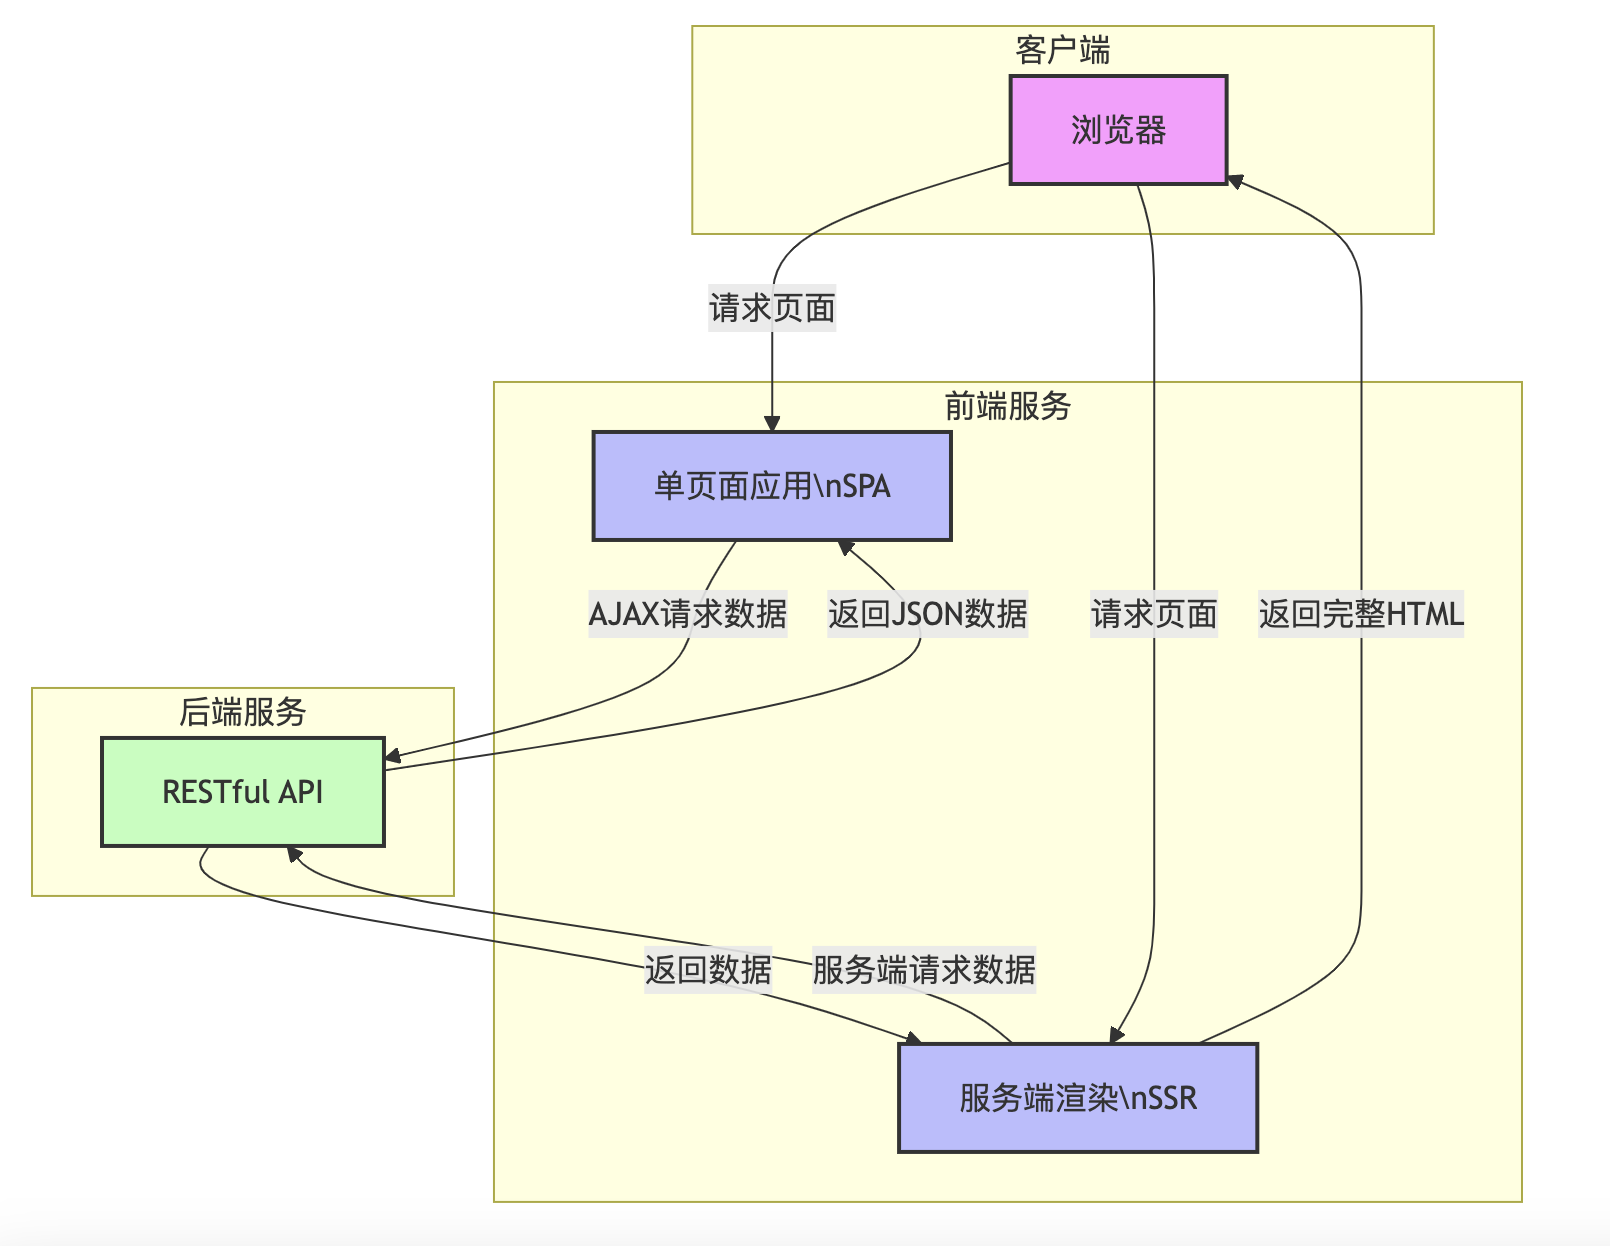 客户端
浏览器
请求页面
前端服务
单页面应用\nSPA
AJAX请求数据
返回JSON数据
请求页面
返回完整HTML
后端服务
RESTful API
返回数据
服务端请求数据
服务端渲染\nSSR